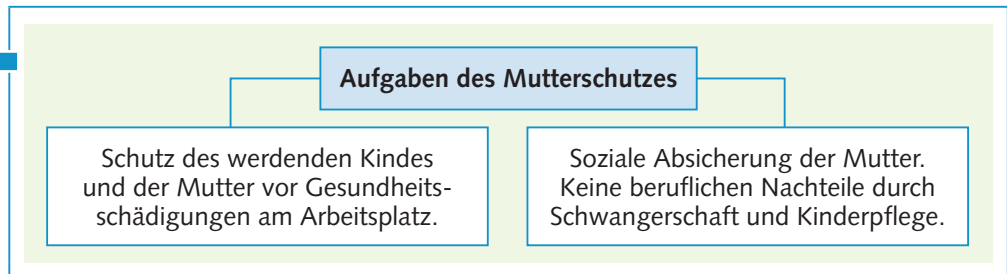 Aufgaben des Mutterschutzes
Schutz des werdenden Kindes
und der Mutter vor Gesundheits-
schädigungen am Arbeitsplatz.
Soziale Absicherung der Mutter.
Keine beruflichen Nachteile durch
Schwangerschaft und Kinderpflege.